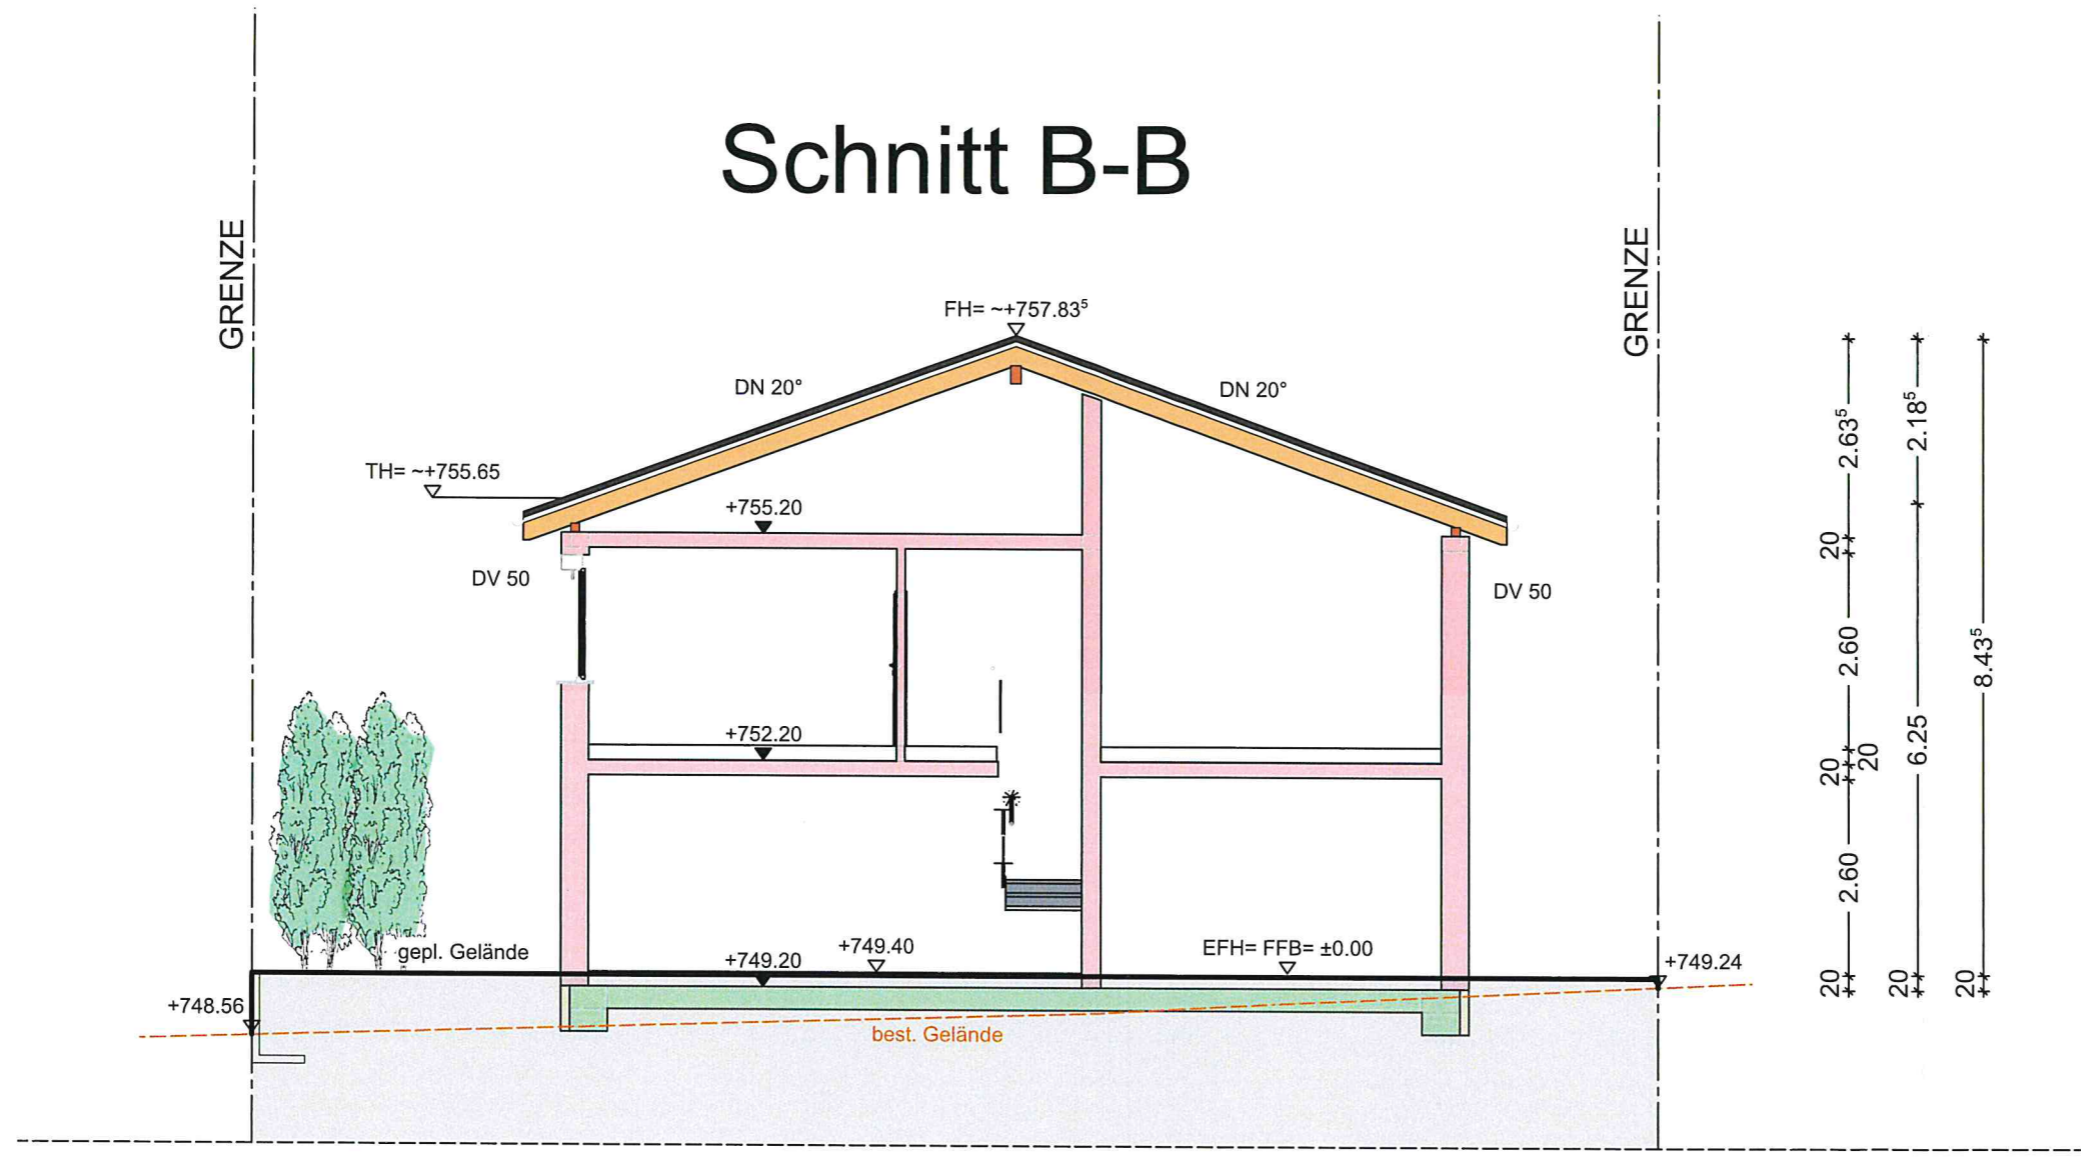 Schnitt B-B
GRENZE
GRENZE
FH= ~+757.83⁵
DN 20°
DN 20°
TH= ~+755.65
+755.20
DV 50
DV 50
+752.20
gepl. Gelände
+749.40
+749.20
EFH= FFB= ±0.00
+749.24
+748.56
best. Gelände
2.63⁵
20
2.60
20
20
2.60
20
2.18⁵
6.25
20
8.43⁵
20